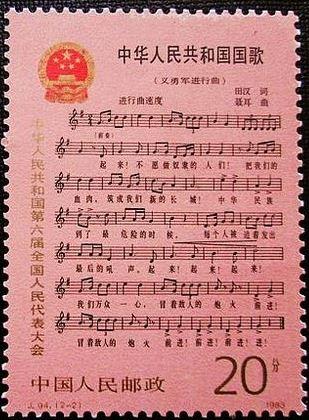 中华人民共和国国歌
(义勇军进行曲)
田汉 词
聂耳 曲
进行曲速度
(前奏)
起来!不愿做奴隶的人们!把我们的
血肉,筑成我们新的长城!中华民族
到了最危险的时候,每个人被迫着发出
最后的吼声。起来!起来!起来!
我们万众一心,冒着敌人的炮火前进!
冒着敌人的炮火前进!前进!前进!进!
中华人民共和国第六届全国人民代表大会
20分
中国人民邮政
J.94.(2-2)
1983